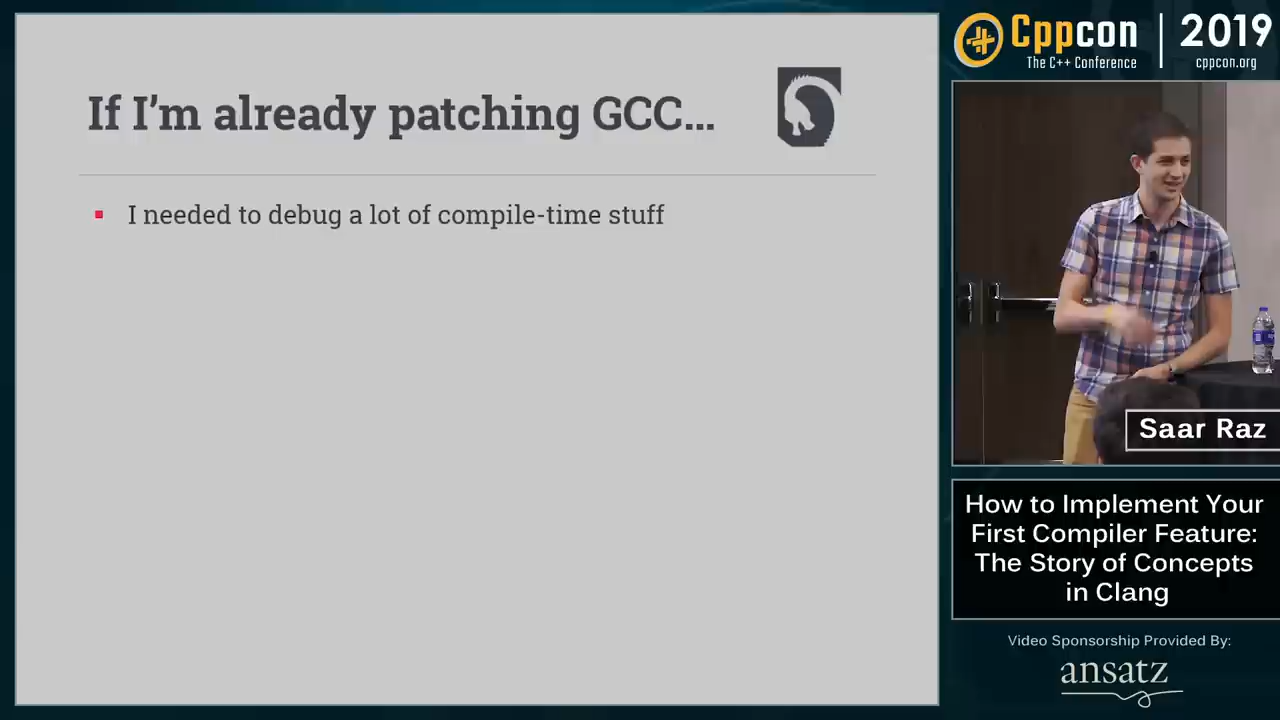 If I’m already patching GCC...
I needed to debug a lot of compile-time stuff
Cppcon
The C++ Conference
2019
cppcon.org
Saar Raz
How to Implement Your
First Compiler Feature:
The Story of Concepts
in Clang
Video Sponsorship Provided By:
ansatz